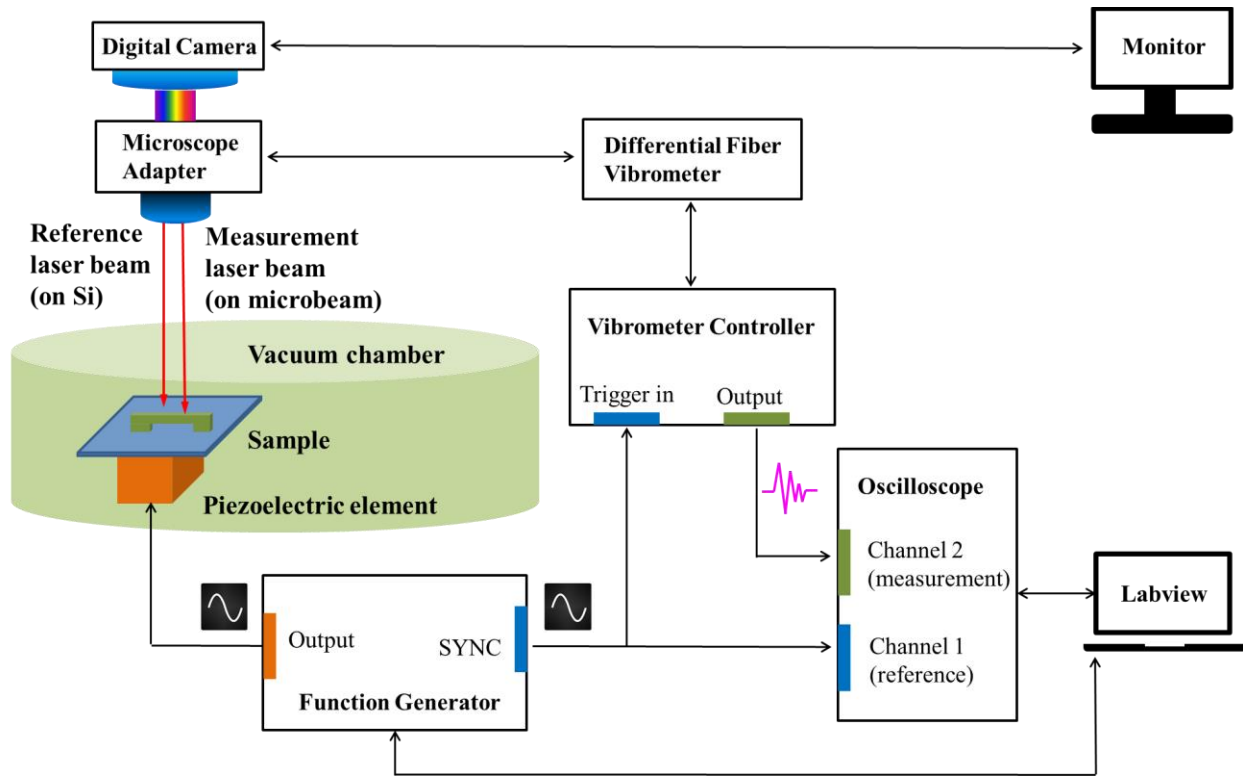 Digital Camera
Monitor
Microscope
Adapter
Differential Fiber
Vibrometer
Reference
laser beam
(on Si)
Measurement
laser beam
(on microbeam)
Vibrometer Controller
Trigger in
Output
Vacuum chamber
Sample
Piezoelectric element
Oscilloscope
Channel 2
(measurement)
Channel 1
(reference)
Labview
Output
SYNC
Function Generator